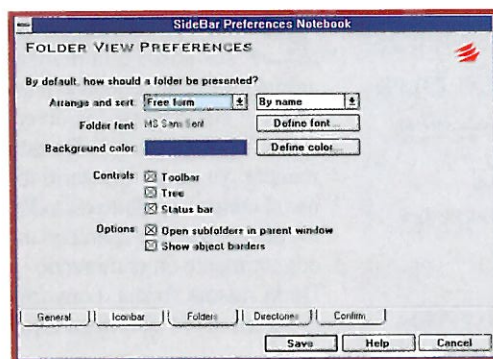 SideBar Preferences Notebook
FOLDER VIEW PREFERENCES
By default, how should a folder be presented?
Arrange and sort: Free form By name
Folder font: MS Sans Serif Define font...
Background color: Define color...
Controls: Toolbar
Tree
Status bar
Options: Open subfolders in parent window
Show object borders
General Iconbar Folders Directories Confirm
Save Help Cancel